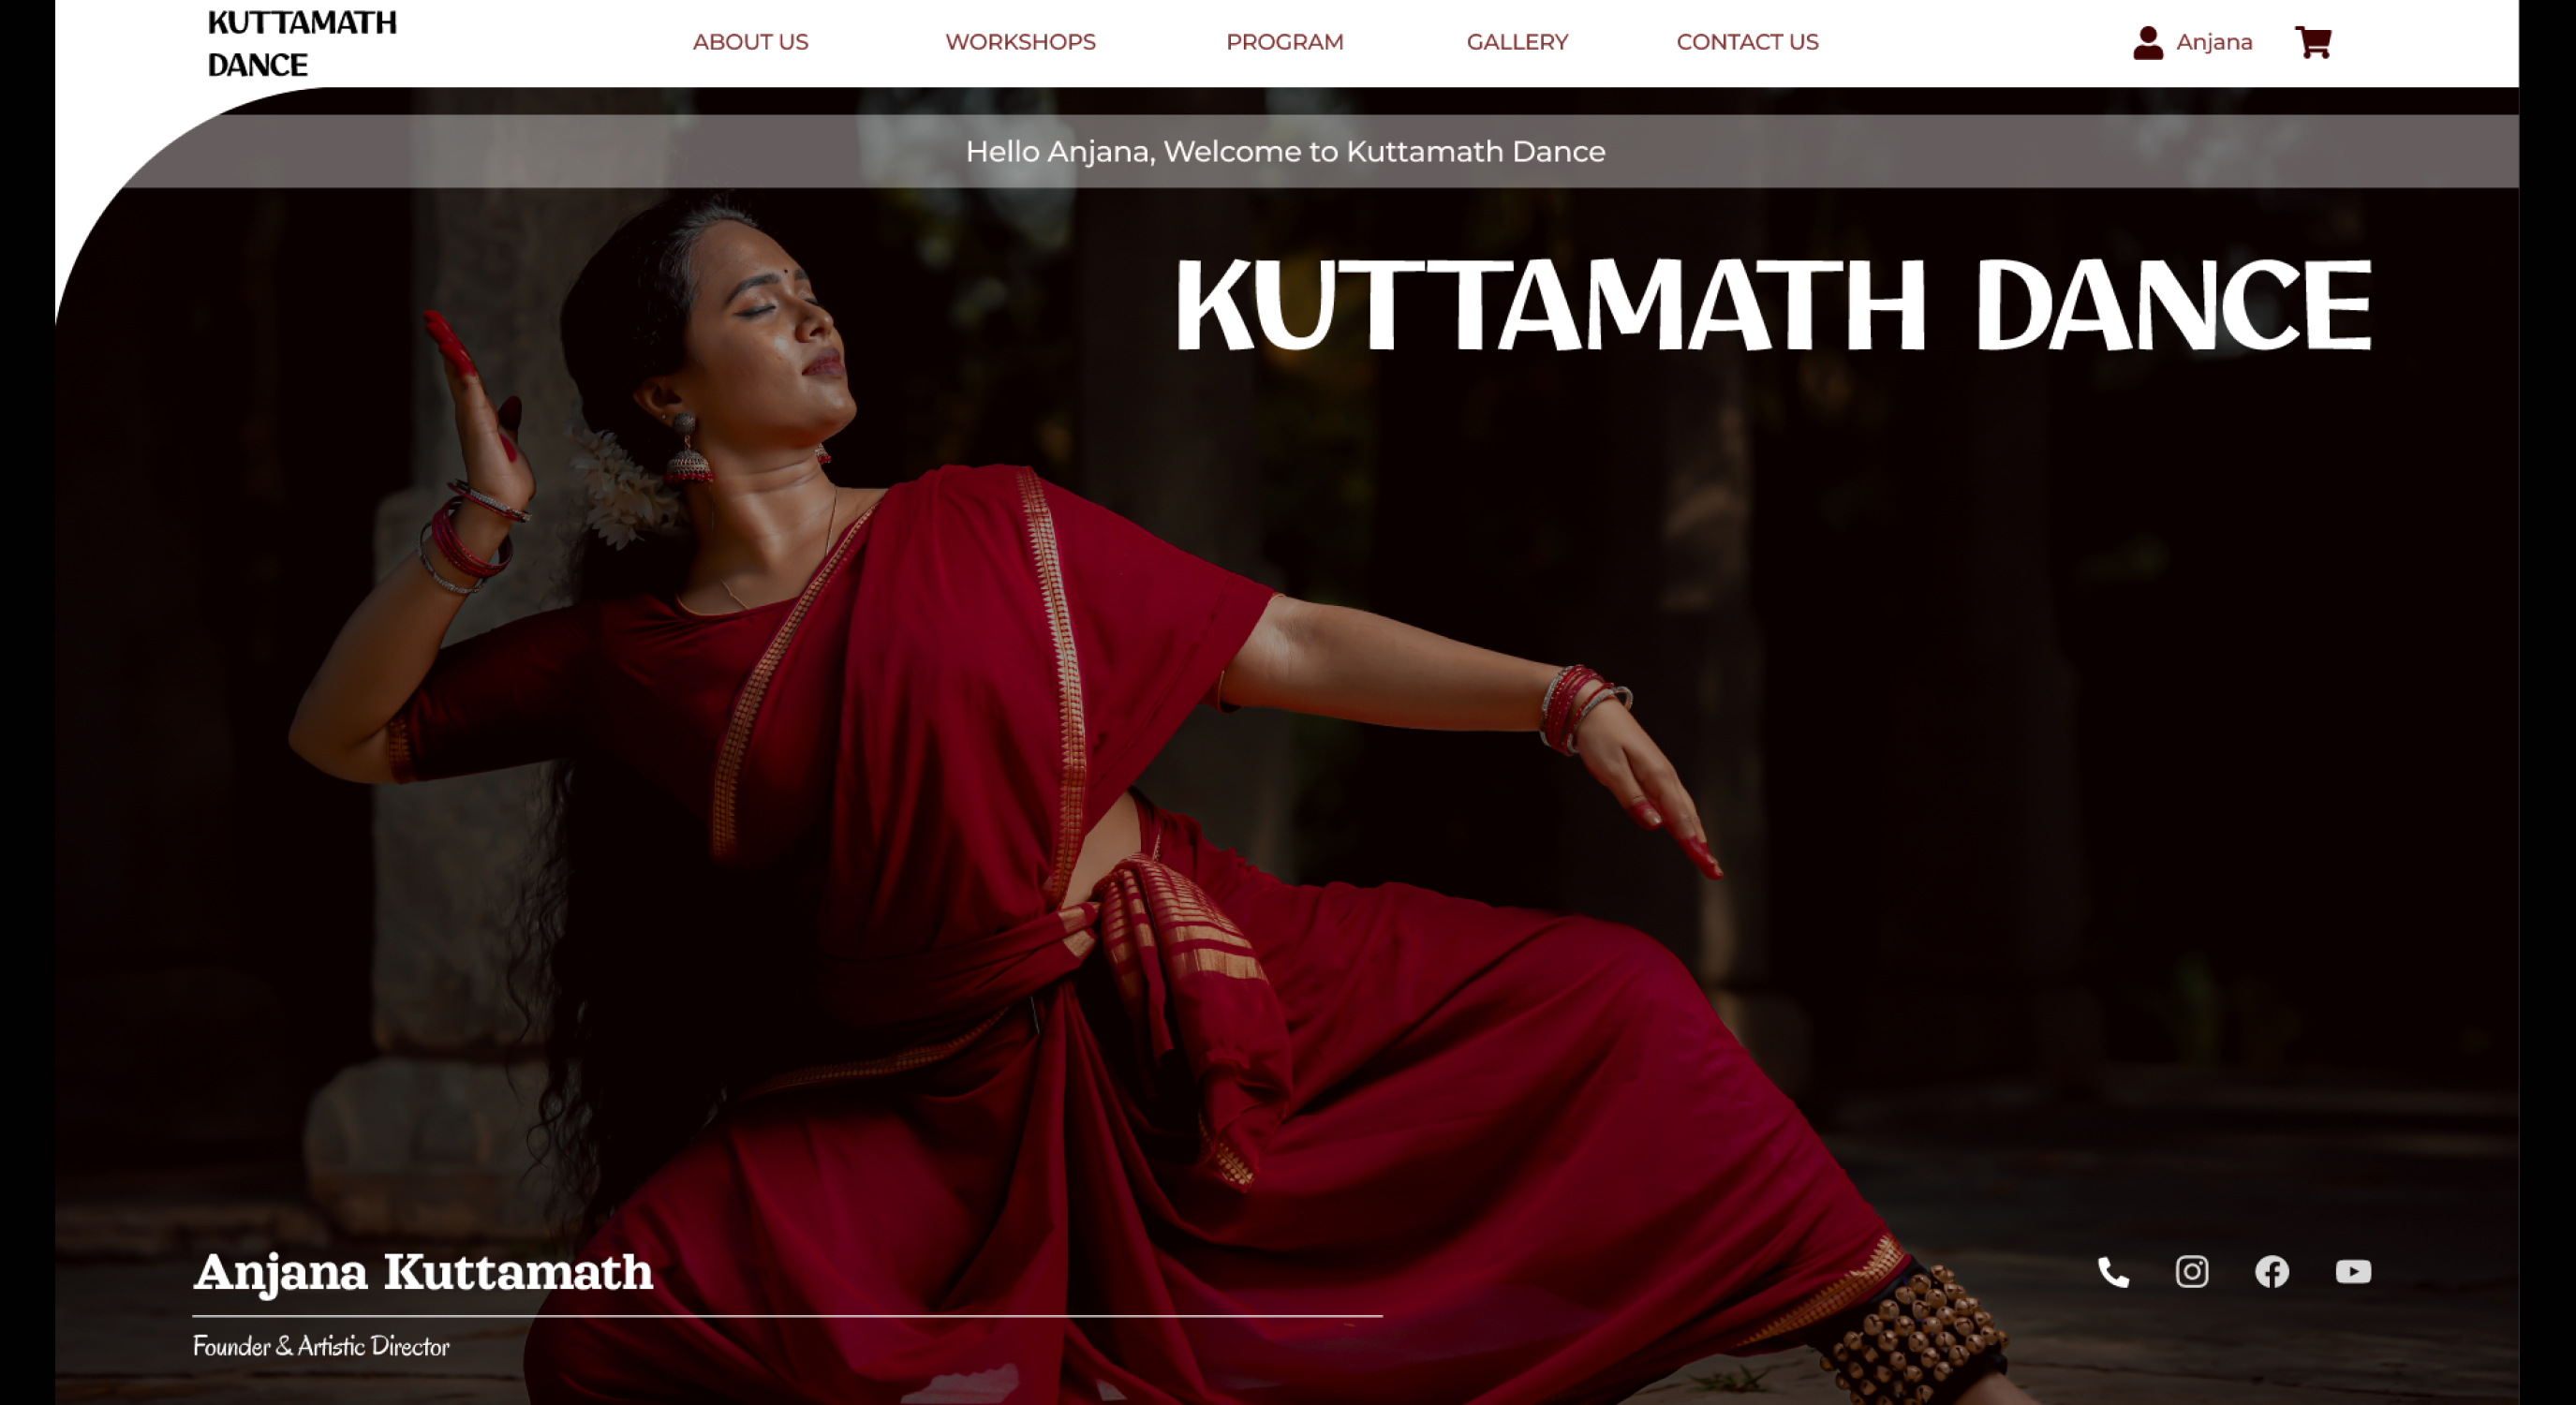 KUTTAMATH
DANCE
ABOUT US
WORKSHOPS
PROGRAM
GALLERY
CONTACT US
Anjana
Hello Anjana, Welcome to Kuttamath Dance
KUTTAMATH DANCE
Anjana Kuttamath
Founder & Artistic Director